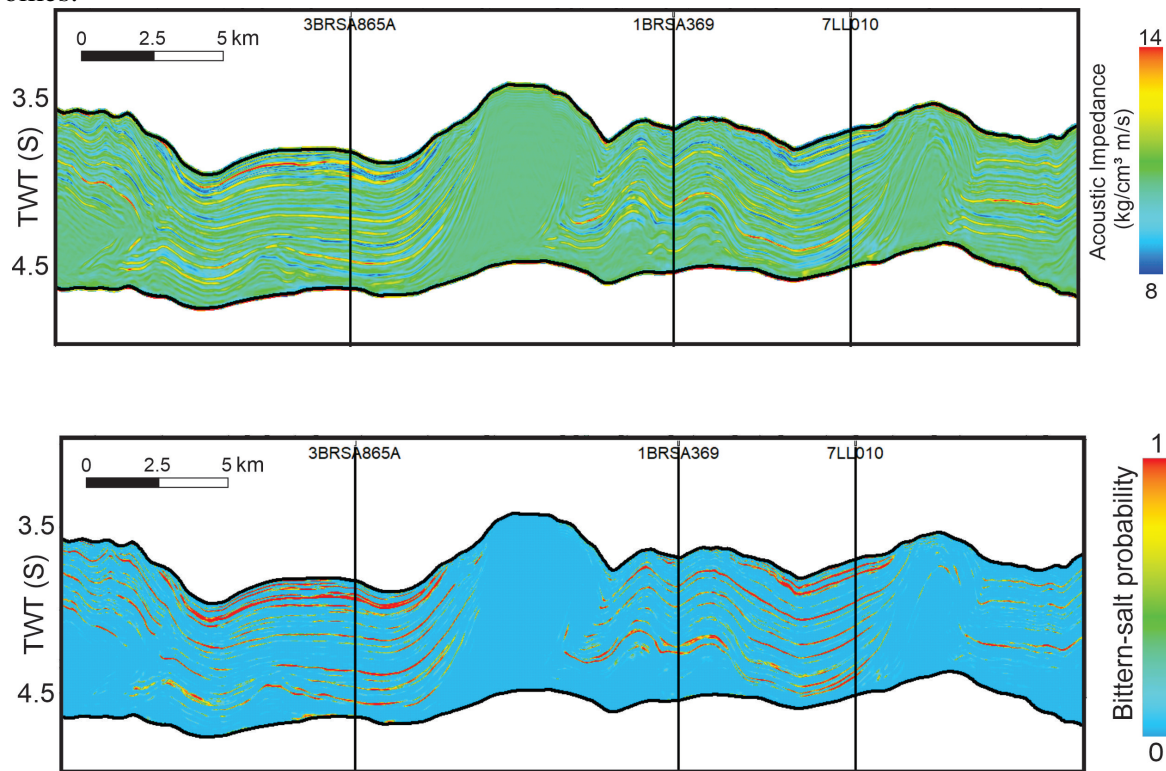 3BRSA865A 1BRSA369 7LL010
0 2.5 5 km
3.5
4.5
TWT (S)
14
8
Acoustic Impedance
(kg/cm³ m/s)
3BRSA865A 1BRSA369 7LL010
0 2.5 5 km
3.5
4.5
TWT (S)
1
0
Bittern-salt probability